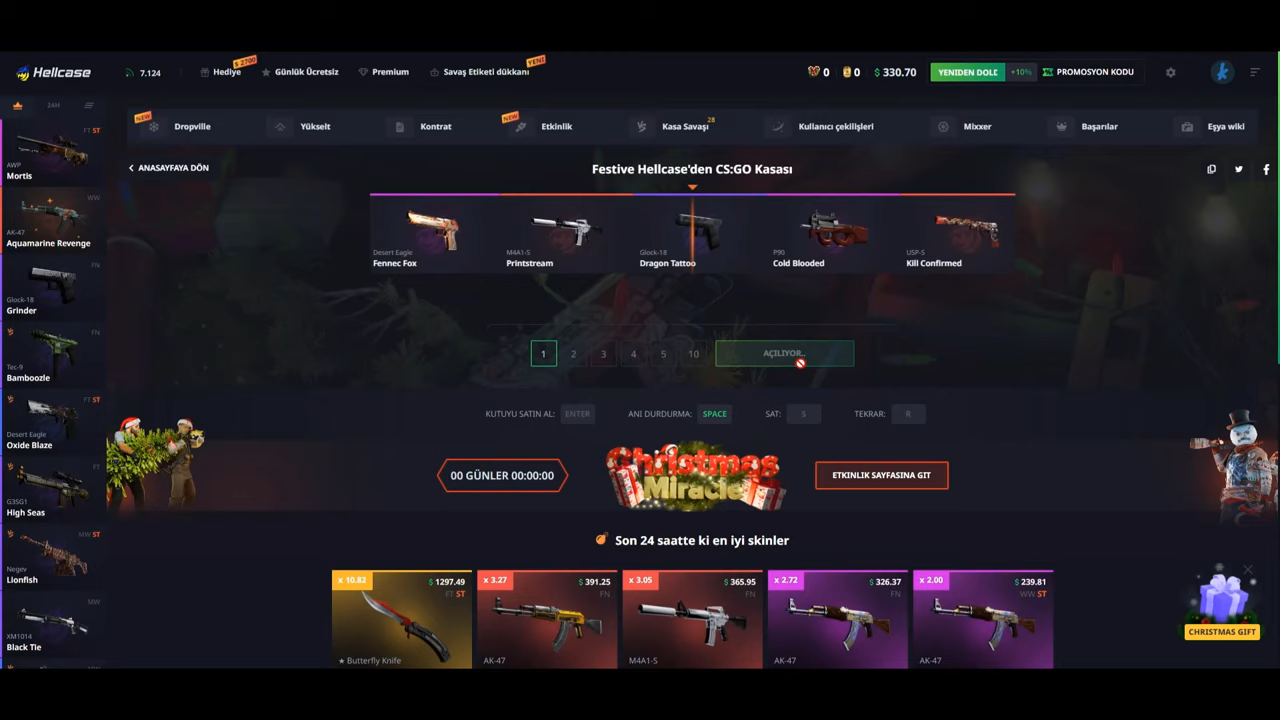 Hellcase
7.124
Hediye
$ 2700
Günlük Ücretsiz
Premium
Savaş Etiketi dükkanı
YENİ
0
0
$ 330.70
YENİDEN DOLD
+10%
PROMOSYON KODU
24H
NEW
Dropville
Yükselt
Kontrat
NEW
Etkinlik
Kasa Savaşı
28
Kullanıcı çekilişleri
Mixxer
Başarılar
Eşya wiki
ANASAYFAYA DÖN
Festive Hellcase'den CS:GO Kasası
FT ST
AWP
Mortis
WW
AK-47
Aquamarine Revenge
FN
Glock-18
Grinder
FN
Tec-9
Bamboozle
FT ST
Desert Eagle
Oxide Blaze
FT
G3SG1
High Seas
MW ST
Negev
Lionfish
MW
XM1014
Black Tie
Desert Eagle
Fennec Fox
M4A1-S
Printstream
Glock-18
Dragon Tattoo
P90
Cold Blooded
USP-S
Kill Confirmed
1
2
3
4
5
10
AÇILIYOR..
KUTUYU SATIN AL:
ENTER
ANI DURDURMA:
SPACE
SAT:
S
TEKRAR:
R
00 GÜNLER 00:00:00
Christmas
Miracle
ETKINLIK SAYFASINA GIT
Son 24 saatte ki en iyi skinler
x 10.82
$ 1297.49
FT ST
★ Butterfly Knife
x 3.27
$ 391.25
FN
AK-47
x 3.05
$ 365.95
FN
M4A1-S
x 2.72
$ 326.37
FN
AK-47
x 2.00
$ 239.81
WW ST
AK-47
CHRISTMAS GIFT